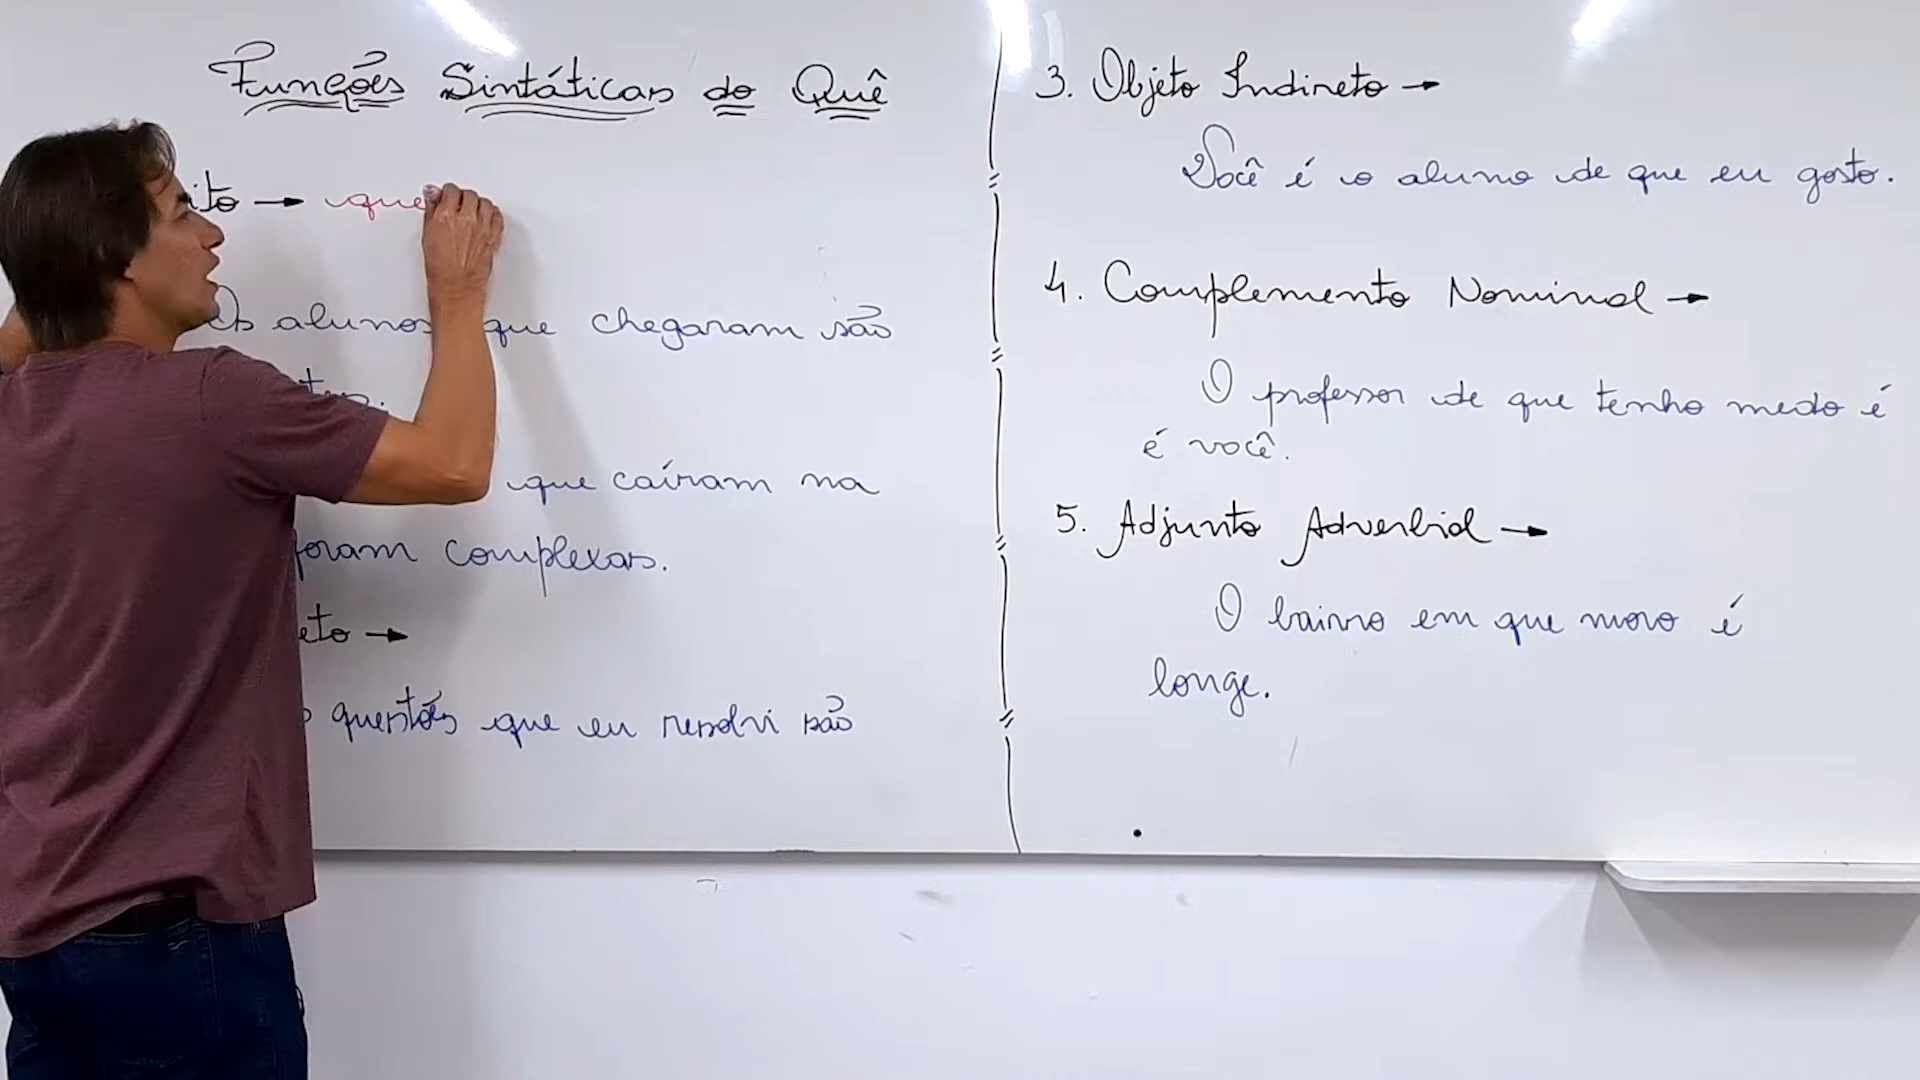 Funções Sintáticas do Quê
ito → que
Os alunos que chegaram são
que caíram na
foram complexas.
eto →
questões que eu resolvi são
3. Objeto Indireto →
Você é o aluno de que eu gosto.
4. Complemento Nominal →
O professor de que tenho medo é
é você.
5. Adjunto Adverbial →
O bairro em que moro é
longe.